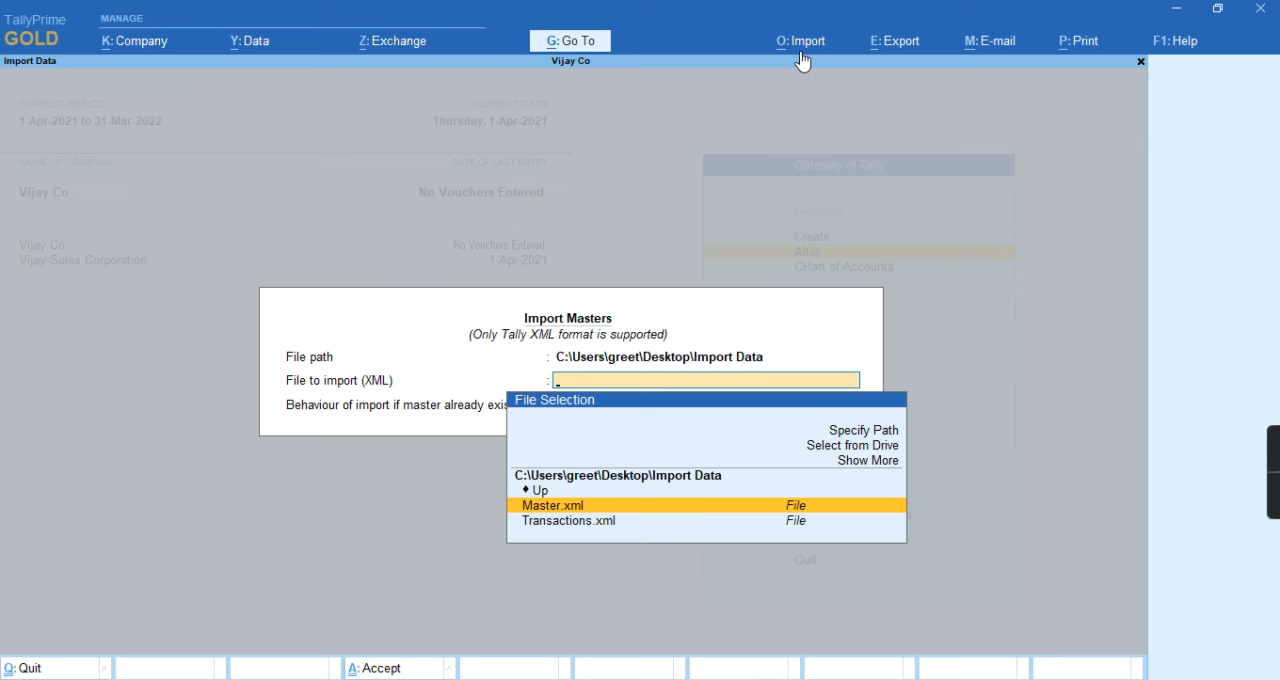 TallyPrime
GOLD
MANAGE
K: Company
Y: Data
Z: Exchange
G: Go To
O: Import
E: Export
M: E-mail
P: Print
F1: Help
Import Data
Vijay Co
CURRENT PERIOD
CURRENT DATE
1-Apr-2021 to 31-Mar-2022
Thursday, 1-Apr-2021
NAME OF COMPANY
DATE OF LAST ENTRY
Gateway of Tally
Vijay Co
No Vouchers Entered
MASTERS
Create
Vijay Co
No Vouchers Entered
Alter
Vijay Sales Corporation
1-Apr-2021
CHart of Accounts
Import Masters
(Only Tally XML format is supported)
File path : C:\Users\greet\Desktop\Import Data
File to import (XML) :
Behaviour of import if master already exis
File Selection
Specify Path
Select from Drive
Show More
C:\Users\greet\Desktop\Import Data
♦ Up
Master.xml File
Transactions.xml File
Quit
Q: Quit
A: Accept